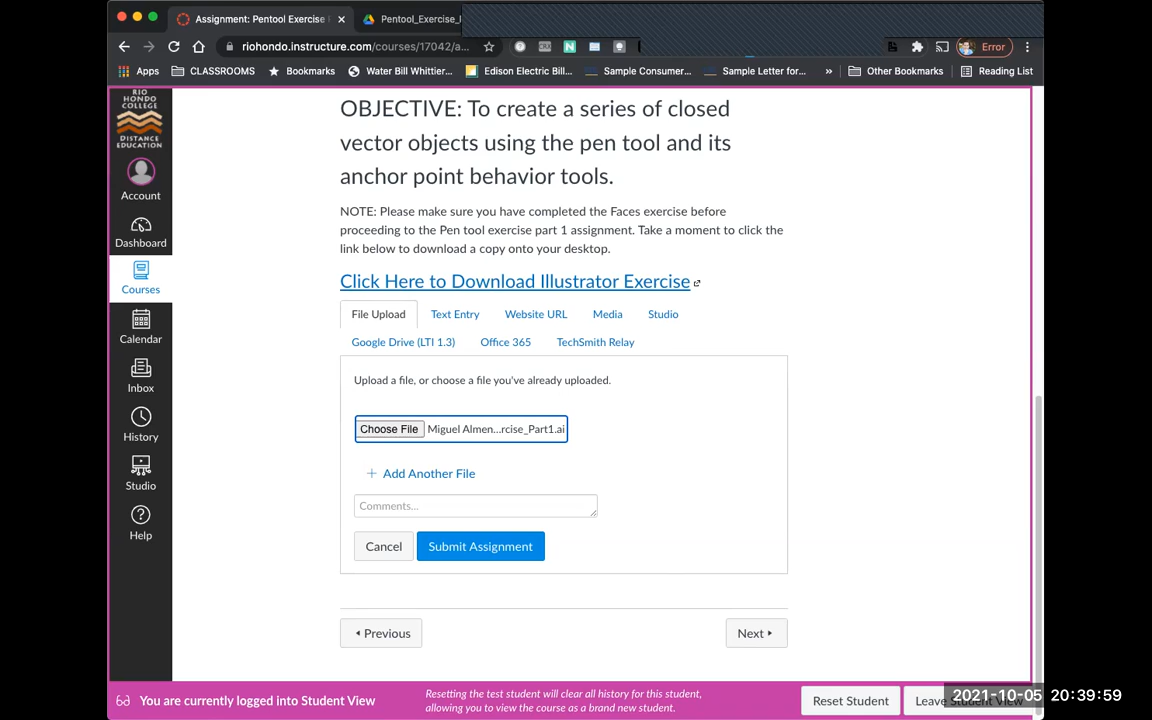 Assignment: Pentool Exercise
Pentool_Exercise_
riohondo.instructure.com/courses/17042/a...
Error
Apps
CLASSROOMS
Bookmarks
Water Bill Whittier...
Edison Electric Bill...
Sample Consumer...
Sample Letter for...
»
Other Bookmarks
Reading List
RIO
HONDO
COLLEGE
DISTANCE
EDUCATION
Account
Dashboard
Courses
Calendar
Inbox
History
Studio
Help
OBJECTIVE: To create a series of closed
vector objects using the pen tool and its
anchor point behavior tools.
NOTE: Please make sure you have completed the Faces exercise before
proceeding to the Pen tool exercise part 1 assignment. Take a moment to click the
link below to download a copy onto your desktop.
Click Here to Download Illustrator Exercise
File Upload Text Entry Website URL Media Studio
Google Drive (LTI 1.3) Office 365 TechSmith Relay
Upload a file, or choose a file you've already uploaded.
Choose File Miguel Almen...rcise_Part1.ai
+ Add Another File
Comments...
Cancel Submit Assignment
Previous Next
You are currently logged into Student View
Resetting the test student will clear all history for this student,
allowing you to view the course as a brand new student.
Reset Student
Leave Student View
2021-10-05 20:39:59